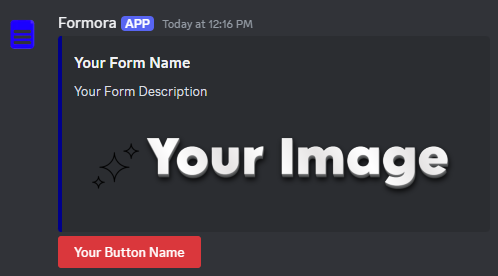 Formora APP Today at 12:16 PM
Your Form Name
Your Form Description
Your Image
Your Button Name